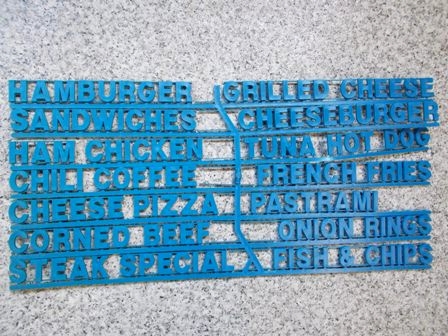 HAMBURGER GRILLED CHEESE
SANDWICHES CHEESEBURGER
HAM CHICKEN TUNA HOT DOG
CHILI COFFEE FRENCH FRIES
CHEESE PIZZA PASTRAMI
CORNED BEEF ONION RINGS
STEAK SPECIAL & FISH & CHIPS